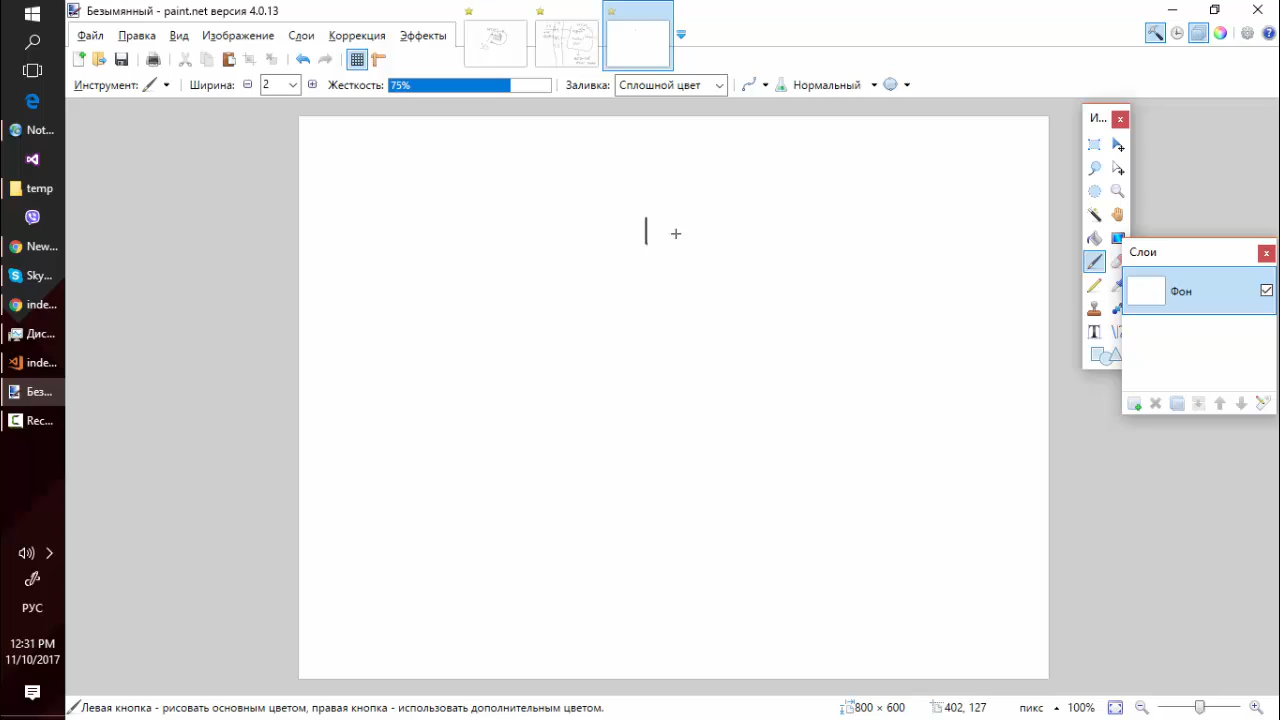 Безымянный - paint.net версия 4.0.13
Файл Правка Вид Изображение Слои Коррекция Эффекты
Инструмент: Ширина: 2 Жесткость: 75% Заливка: Сплошной цвет Нормальный
И...
Слои
Фон
Not...
temp
New...
Sky...
inde...
Дис...
inde...
Без...
Rec...
РУС
12:31 PM
11/10/2017
Левая кнопка - рисовать основным цветом, правая кнопка - использовать дополнительным цветом. 800 × 600 402, 127 пикс 100%